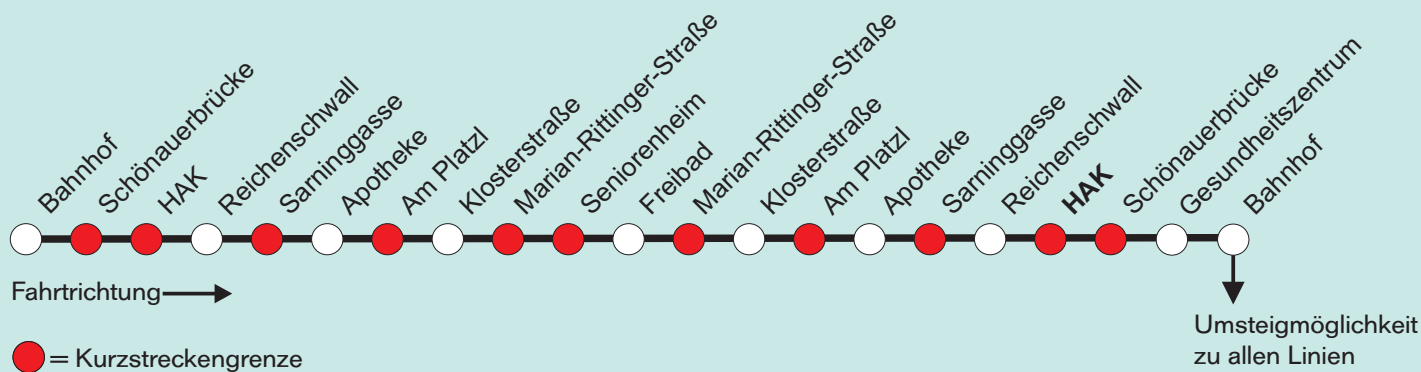 Bahnhof
Schönauerbrücke
HAK
Reichenschwall
Sarninggasse
Apotheke
Am Platzl
Klosterstraße
Marian-Rittinger-Straße
Seniorenheim
Freibad
Marian-Rittinger-Straße
Klosterstraße
Am Platzl
Apotheke
Sarninggasse
Reichenschwall
HAK
Schönauerbrücke
Gesundheitszentrum
Bahnhof
Fahrtrichtung
= Kurzstreckengrenze
Umsteigmöglichkeit
zu allen Linien